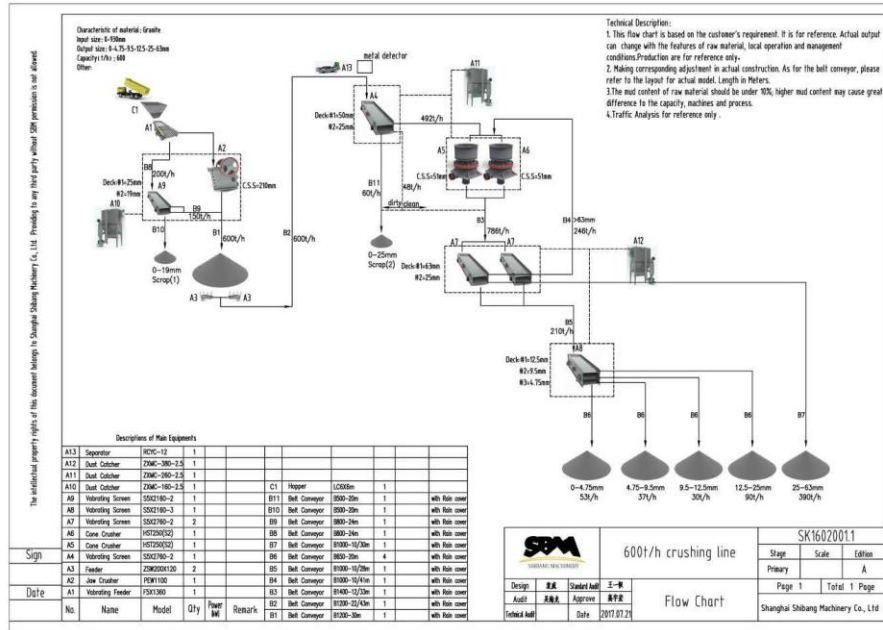 Characteristic of material: Granite
Input size: 0-930mm
Output size: 0-4.75-9.5-12.5-25-63mm
Capacity(t/h) : 600
Other:
Technical Description:
1. This flow chart is based on the customer's requirement. It is for reference. Actual output
can change with the features of raw material, local operation and management
conditions.Production are for reference only.
2. Making corresponding adjustment in actual construction. As for the belt conveyor, please
refer to the layout for actual model. Length in Meters.
3.The mud content of raw material should be under 10%; higher mud content may cause great
difference to the capacity, machines and process.
4.Traffic Analysis for reference only .
The intellectual property rights of this document belongs to Shanghai Shibang Machinery Co., Ltd. Providing to any third party without SBM permission is not allowed.
C1
A1
A2
B8
200t/h
C.S.S=210mm
Deck:#1=25mm
#2=19mm
A9
B9
150t/h
A10
B10
B1
600t/h
0-19mm
Scrap(1)
A3
A3
B2
600t/h
metal detector
A13
A4
Deck:#1=50mm
#2=25mm
492t/h
A11
A5
A6
C.S.S=51mm
C.S.S=51mm
B11
60t/h
48t/h
dirty
clean
0-25mm
Scrap(2)
B3
786t/h
B4
>63mm
246t/h
A7
A7
Deck:#1=63mm
#2=25mm
A12
B5
210t/h
A8
Deck:#1=12.5mm
#2=9.5mm
#3=4.75mm
B6
B6
B6
B6
B7
0-4.75mm
53t/h
4.75-9.5mm
37t/h
9.5-12.5mm
30t/h
12.5-25mm
90t/h
25-63mm
390t/h
Descriptions of Main Equipments
A13 Seporator RCYC-12 1
A12 Dust Catcher ZXMC-380-2.5 1
A11 Dust Catcher ZXMC-260-2.5 1
A10 Dust Catcher ZXMC-160-2.5 1 C1 Hopper LC6X6m 1
A9 Vabrating Screen S5X2160-2 1 B11 Belt Conveyor B500-20m 1 with Rain cover
A8 Vabrating Screen S5X2160-3 1 B10 Belt Conveyor B500-20m 1 with Rain cover
A7 Vabrating Screen S5X2760-2 2 B9 Belt Conveyor B800-24m 1 with Rain cover
A6 Cone Crusher HST250(S2) 1 B8 Belt Conveyor B800-24m 1 with Rain cover
A5 Cone Crusher HST250(S2) 1 B7 Belt Conveyor B1000-10/30m 1 with Rain cover
A4 Vabrating Screen S5X2760-2 1 B6 Belt Conveyor B650-20m 4 with Rain cover
A3 Feeder ZSW200X120 2 B5 Belt Conveyor B1000-10/28m 1 with Rain cover
A2 Jaw Crusher PEW1100 1 B4 Belt Conveyor B1000-10/41m 1 with Rain cover
A1 Vabrating Feeder F5X1360 1 B3 Belt Conveyor B1400-12/33m 1 with Rain cover
No. Name Model Qty Power (kW) Remark B2 Belt Conveyor B1200-22/43m 1 with Rain cover
B1 Belt Conveyor B1200-30m 1 with Rain cover
Sign
Date
SBM
SHIBANG MACHINERY
600t/h crushing line
SK1602001.1
Stage Scale Edition
Primary A
Design Standard Audit
Audit Approve
Technical Audit Date 2017.07.21
Flow Chart
Page 1 Total 1 Page
Shanghai Shibang Machinery Co., Ltd